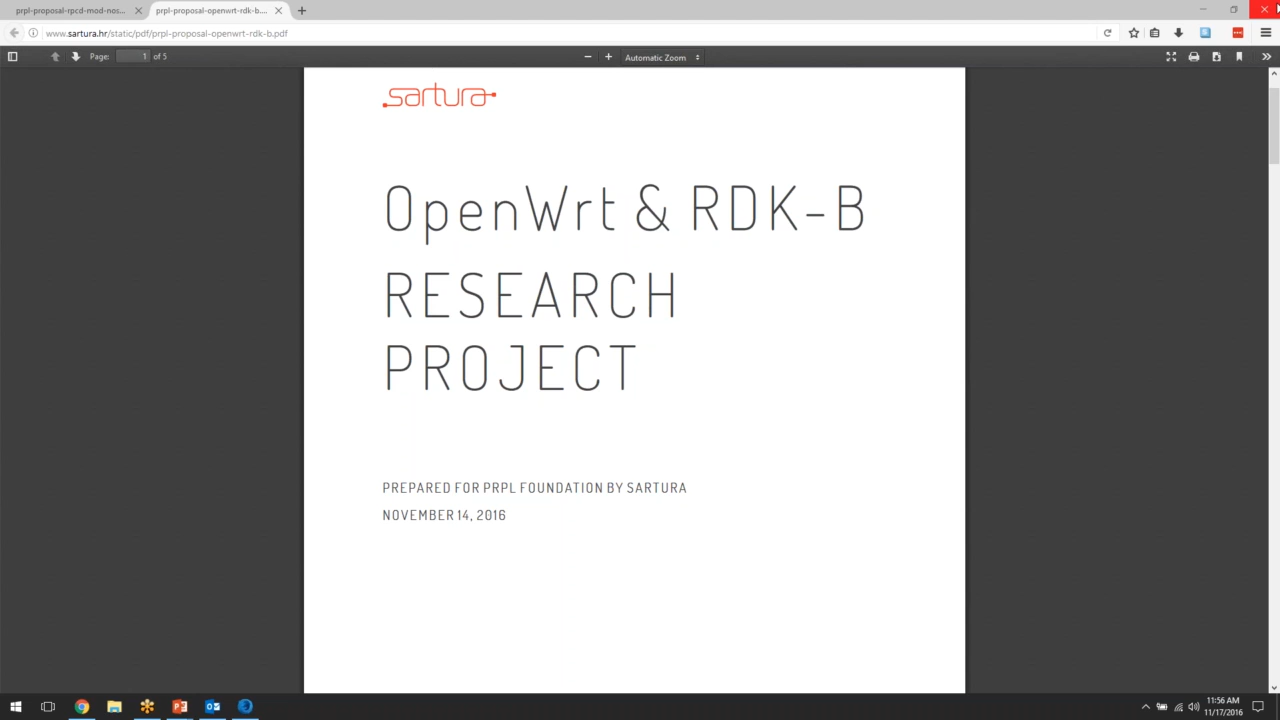 prpl-proposal-rpcd-mod-nos...
prpl-proposal-openwrt-rdk-b....
www.sartura.hr/static/pdf/prpl-proposal-openwrt-rdk-b.pdf
Page: 1 of 5
Automatic Zoom
sartura
OpenWrt & RDK-B
RESEARCH
PROJECT
PREPARED FOR PRPL FOUNDATION BY SARTURA
NOVEMBER 14, 2016
11:56 AM
11/17/2016